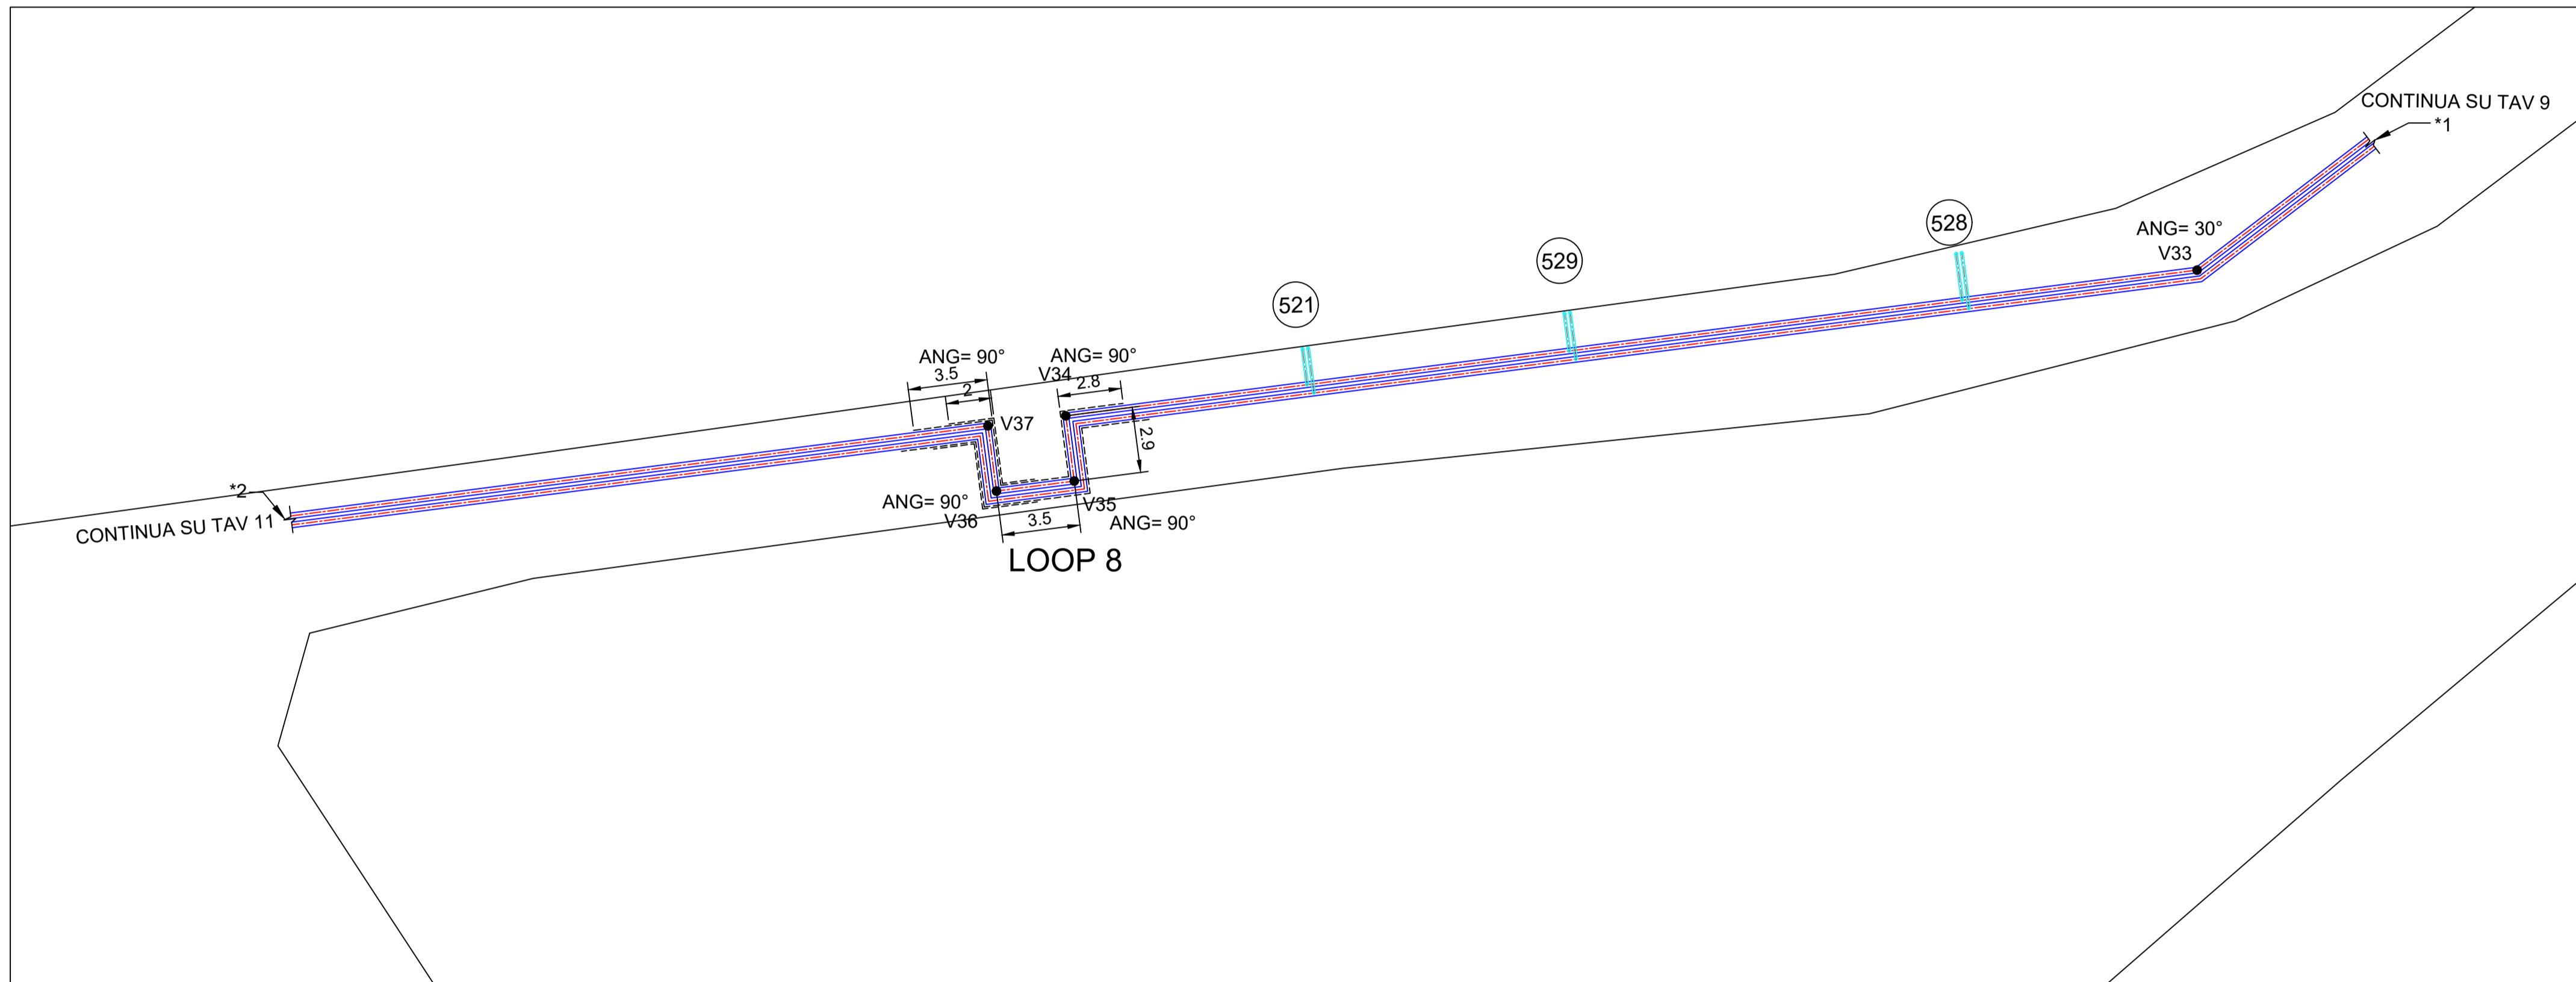 CONTINUA SU TAV 9
*1
528
ANG= 30°
V33
529
521
ANG= 90°
3.5
2
ANG= 90°
V34
2.8
V37
2.9
*2
CONTINUA SU TAV 11
ANG= 90°
V36
3.5
V35
ANG= 90°
LOOP 8